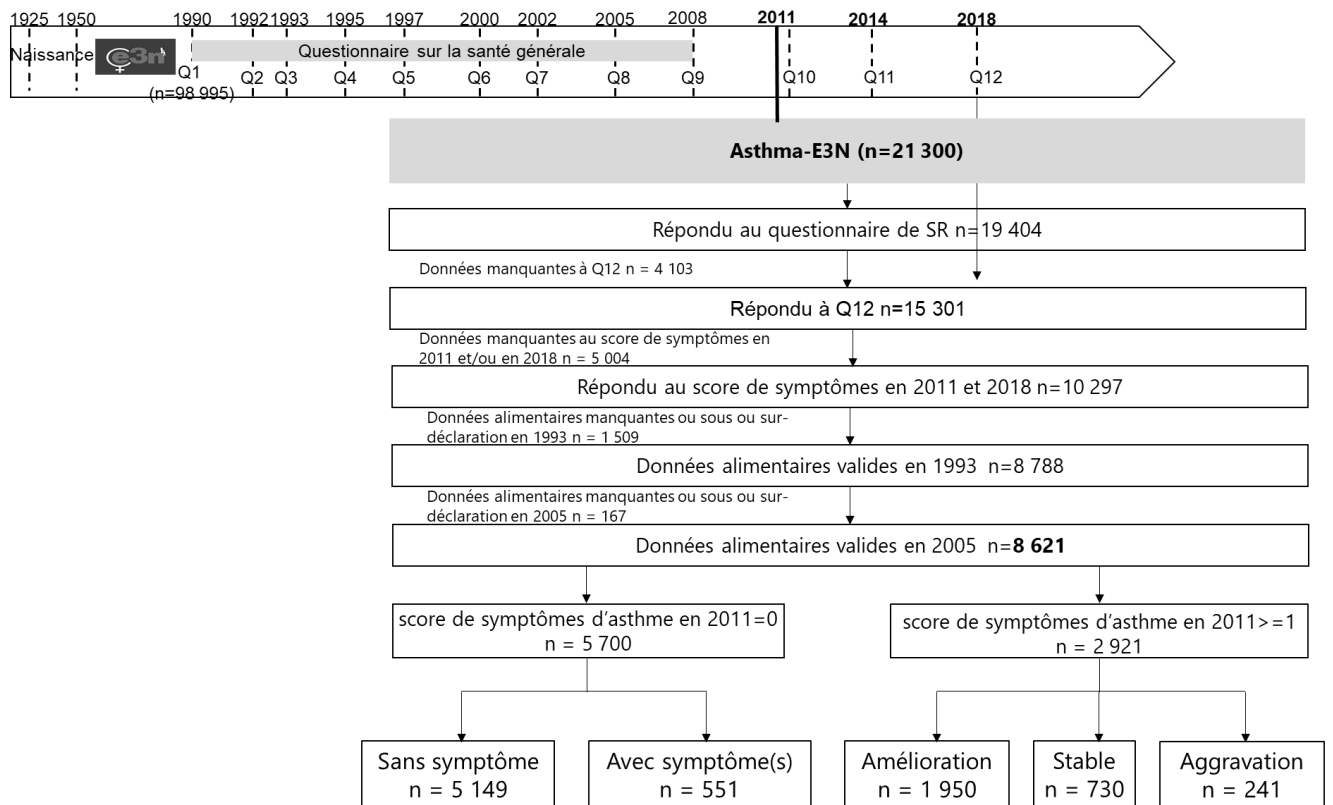 1925 1950 1990 1992 1993 1995 1997 2000 2002 2005 2008 2011 2014 2018
Naissance e3n Questionnaire sur la santé générale
Q1 Q2 Q3 Q4 Q5 Q6 Q7 Q8 Q9 Q10 Q11 Q12
(n=98 995)
Asthma-E3N (n=21 300)
Répondu au questionnaire de SR n=19 404
Données manquantes à Q12 n = 4 103
Répondu à Q12 n=15 301
Données manquantes au score de symptômes en
2011 et/ou en 2018 n = 5 004
Répondu au score de symptômes en 2011 et 2018 n=10 297
Données alimentaires manquantes ou sous ou sur-
déclaration en 1993 n = 1 509
Données alimentaires valides en 1993 n=8 788
Données alimentaires manquantes ou sous ou sur-
déclaration en 2005 n = 167
Données alimentaires valides en 2005 n=8 621
score de symptômes d'asthme en 2011=0
n = 5 700
score de symptômes d'asthme en 2011>=1
n = 2 921
Sans symptôme
n = 5 149
Avec symptôme(s)
n = 551
Amélioration
n = 1 950
Stable
n = 730
Aggravation
n = 241